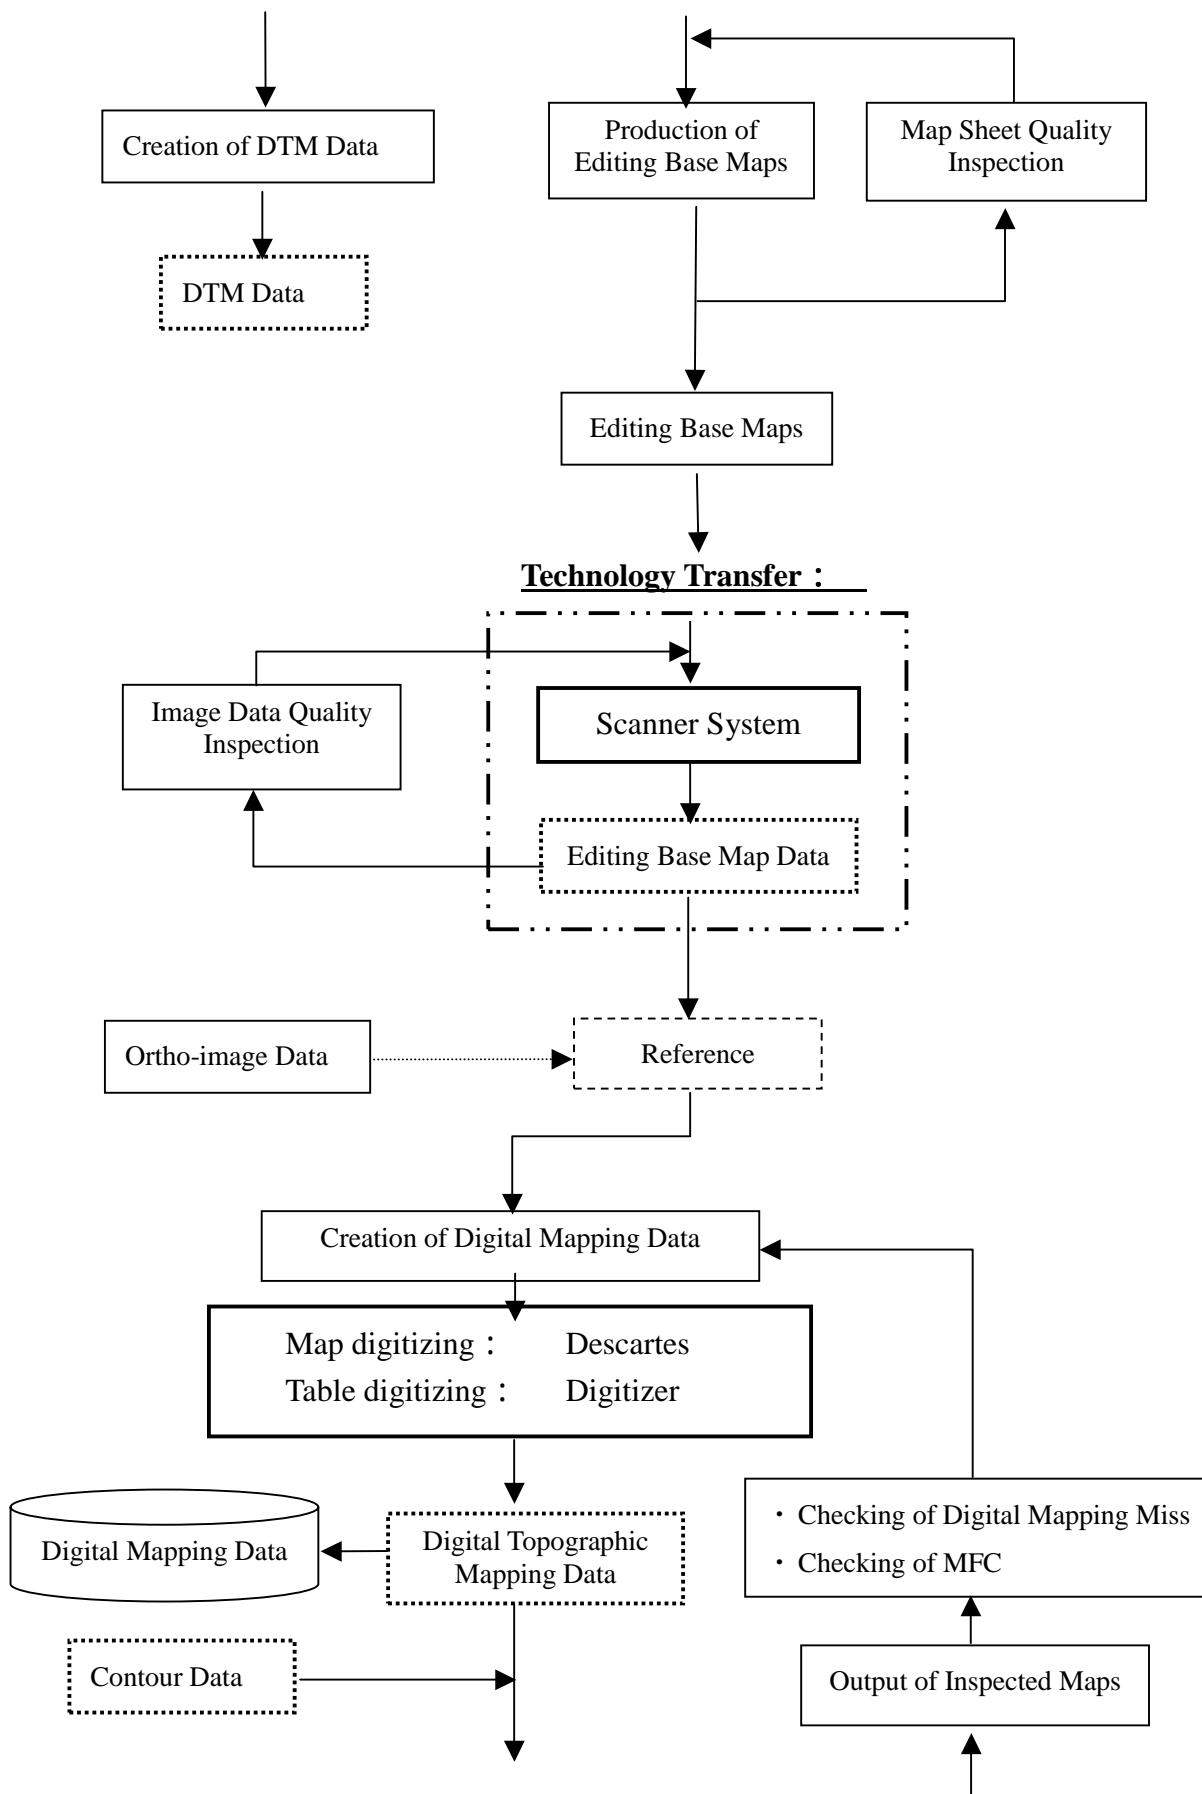 Creation of DTM Data
Production of
Editing Base Maps
Map Sheet Quality
Inspection
DTM Data
Editing Base Maps
Technology Transfer：
Image Data Quality
Inspection
Scanner System
Editing Base Map Data
Ortho-image Data
Reference
Creation of Digital Mapping Data
Map digitizing： Descartes
Table digitizing： Digitizer
Digital Mapping Data
Digital Topographic
Mapping Data
・ Checking of Digital Mapping Miss
・ Checking of MFC
Contour Data
Output of Inspected Maps